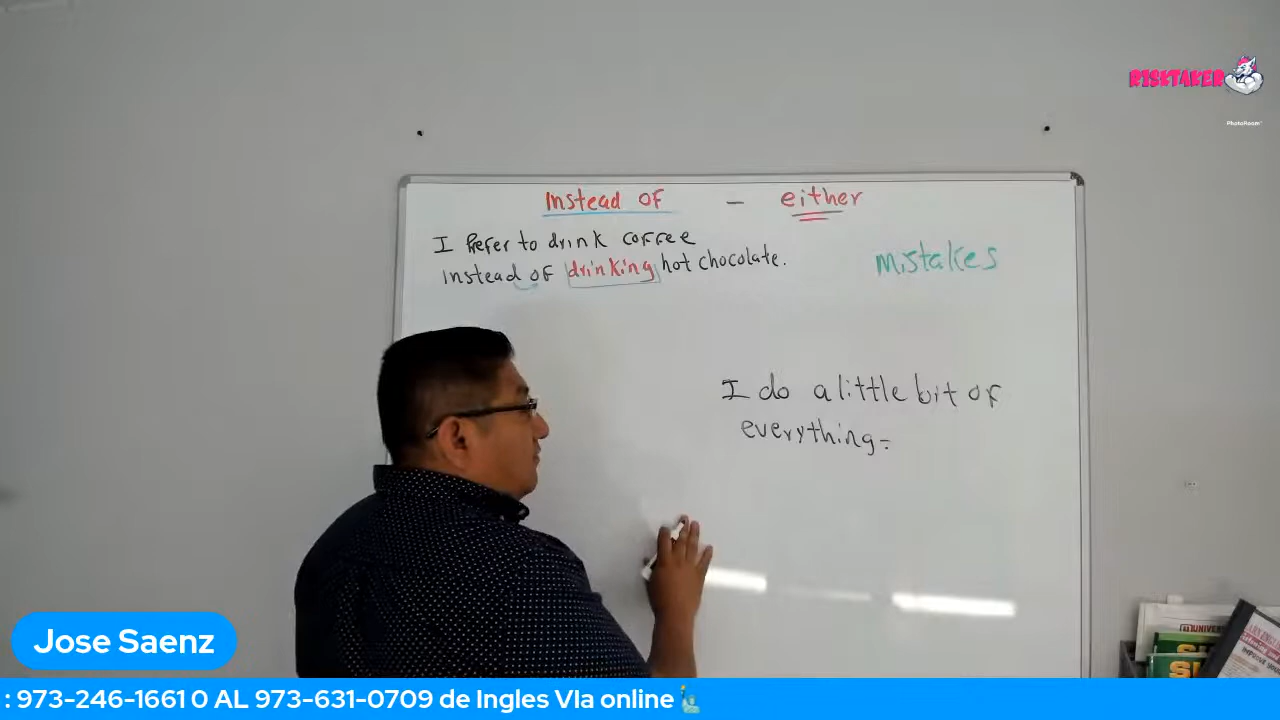 RISKTAKER
PhotoRoom
Instead OF - either
I Prefer to drink coffee
instead of drinking hot chocolate.
mistakes
I do a little bit of
everything=
Jose Saenz
: 973-246-1661 O AL 973-631-0709 de Ingles VIa online